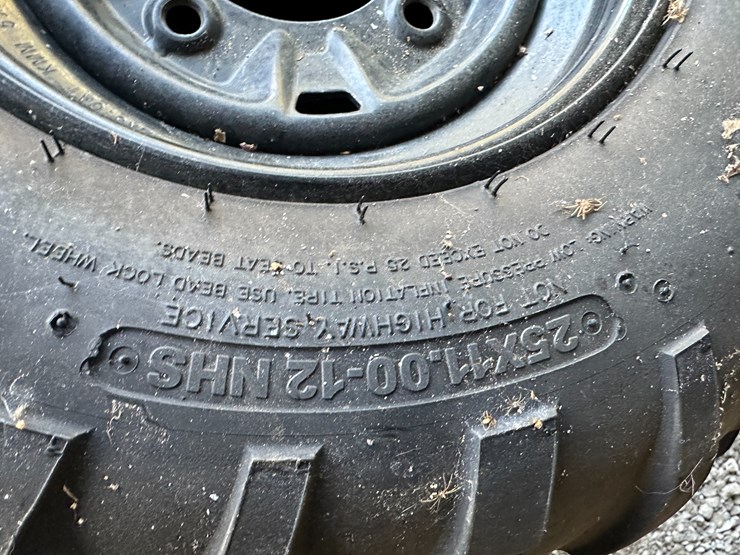 25X11.00-12 NHS
NOT FOR HIGHWAY SERVICE
WARNING: LOW PRESSURE INFLATION TIRE. USE BEAD LOCK WHEEL.
DO NOT EXCEED 25 P.S.I. TO SEAT BEADS.